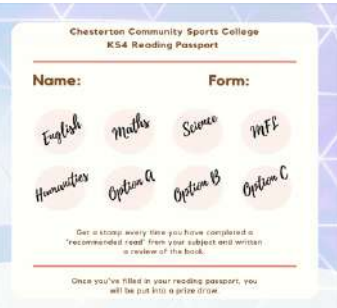 Chesterton Community Sports College
KS4 Reading Passport
Name: Form:
English Maths Science MFL
Humanities Option A Option B Option C
Get a stamp every time you have completed a
'recommended read' from your subject and written
a review of the book.
Once you've filled in your reading passport, you
will be put into a prize draw.